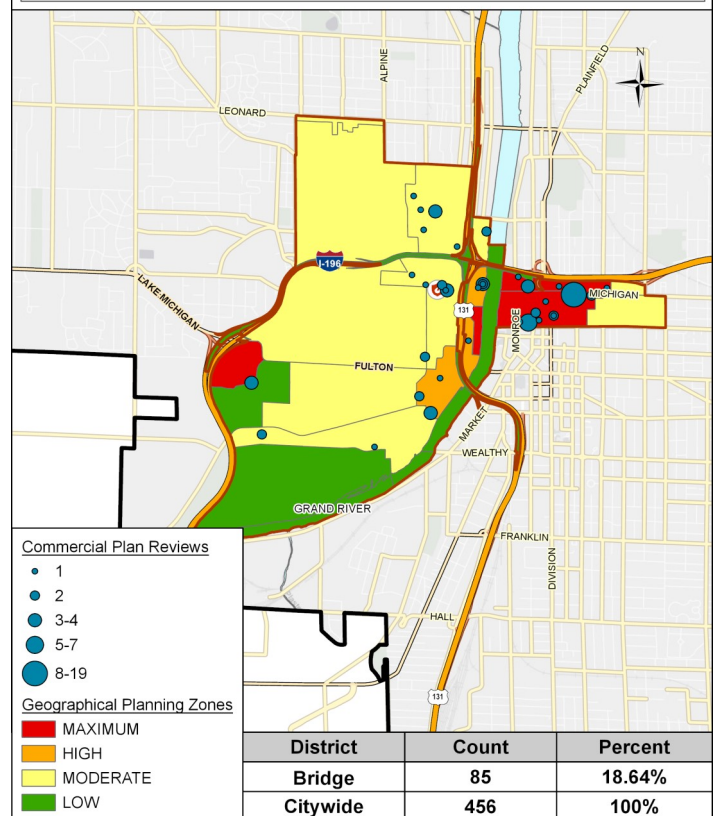 N
ALPINE
PLAINFIELD
LEONARD
I-196
LAKE MICHIGAN
MICHIGAN
131
MONROE
FULTON
MARKET
WEALTHY
GRAND RIVER
FRANKLIN
DIVISION
HALL
131
Commercial Plan Reviews
1
2
3-4
5-7
8-19
Geographical Planning Zones
MAXIMUM
HIGH
MODERATE
LOW
District Count Percent
Bridge 85 18.64%
Citywide 456 100%